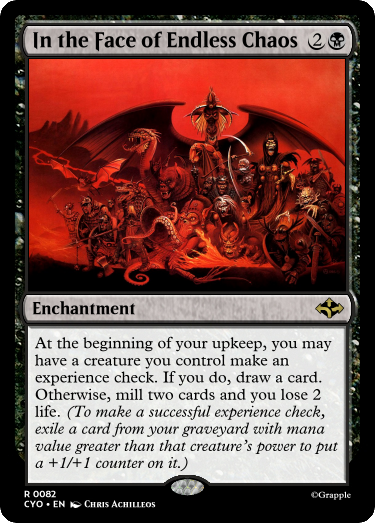 In the Face of Endless Chaos 2
Enchantment
At the beginning of your upkeep, you may
have a creature you control make an
experience check. If you do, draw a card.
Otherwise, mill two cards and you lose 2
life. (To make a successful experience check,
exile a card from your graveyard with mana
value greater than that creature's power to put
a +1/+1 counter on it.)
R 0082
CYO • EN Chris Achilleos
©Grapple